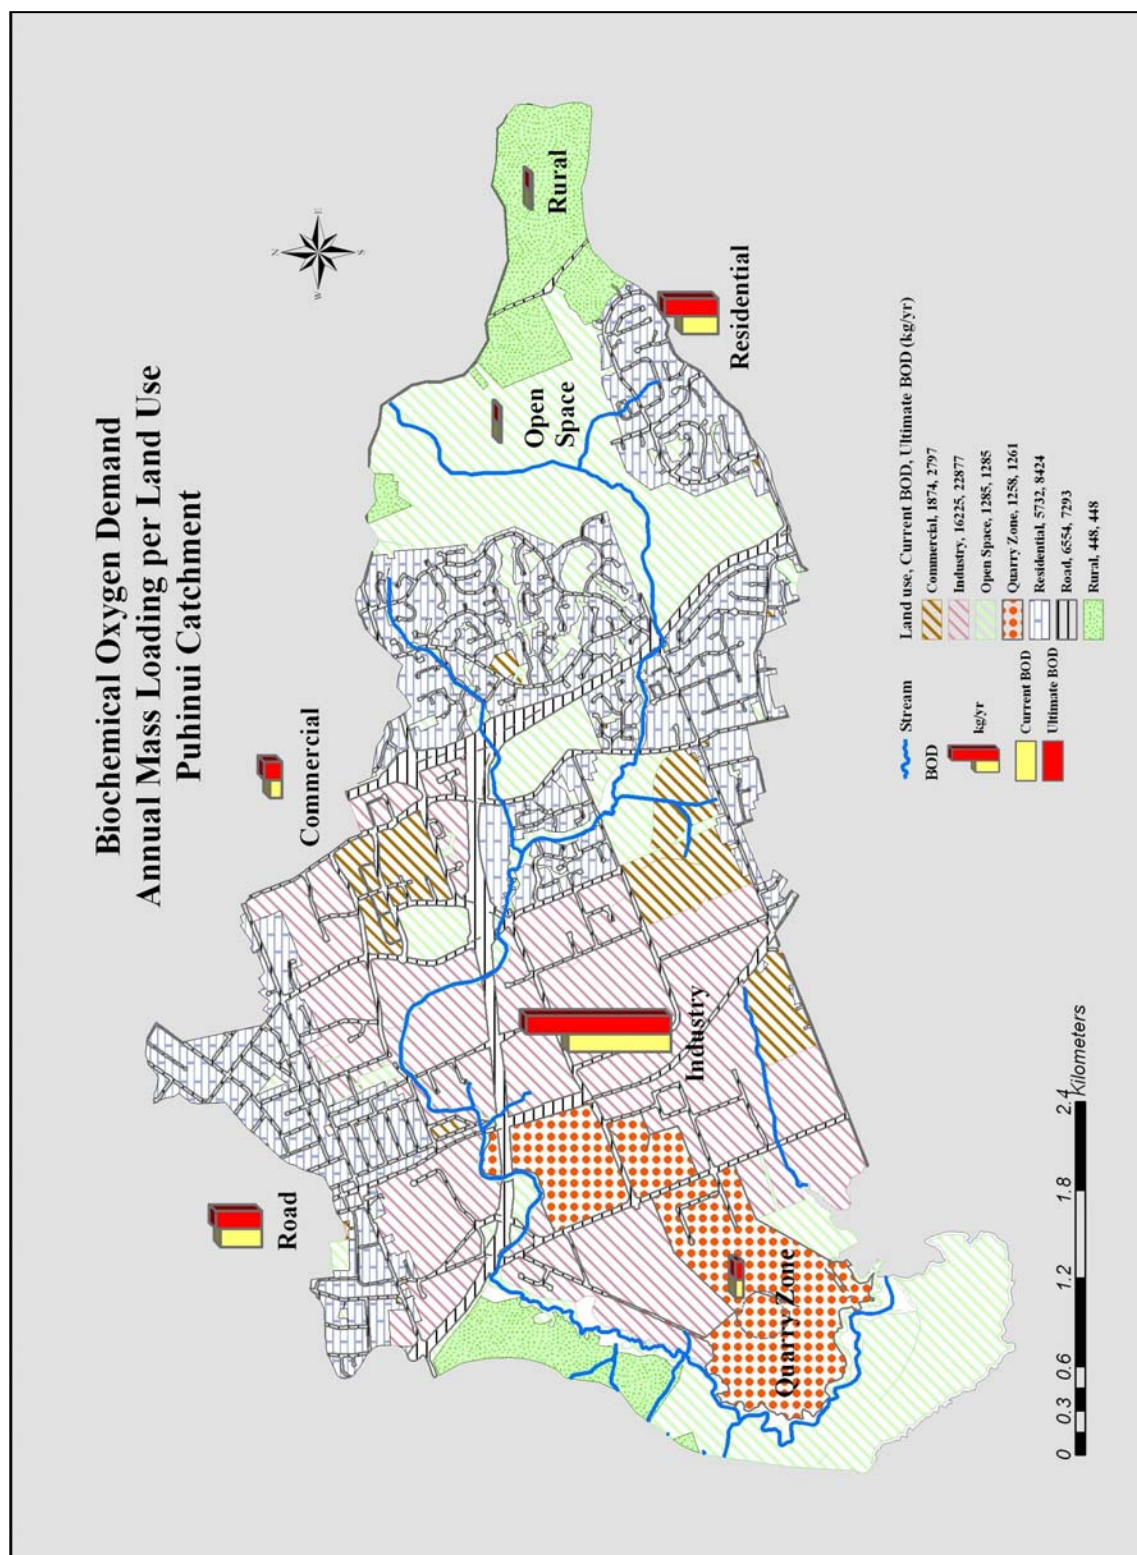 Biochemical Oxygen Demand
Annual Mass Loading per Land Use
Puhinui Catchment
N
W
E
S
Road
Commercial
Rural
Open
Space
Residential
Industry
Quarry Zone
Stream
BOD
kg/yr
Current BOD
Ultimate BOD
Land use, Current BOD, Ultimate BOD (kg/yr)
Commercial, 1874, 2797
Industry, 16225, 22877
Open Space, 1285, 1285
Quarry Zone, 1258, 1261
Residential, 5732, 8424
Road, 6554, 7293
Rural, 448, 448
0 0.3 0.6 1.2 1.8 2.4
Kilometers